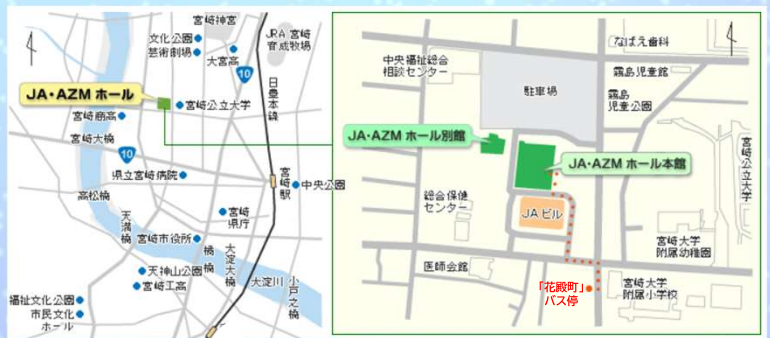 宮崎神宮
文化公園
芸術劇場
JRA 宮崎
育成牧場
大宮高
10
JA・AZM ホール
宮崎公立大学
日豊本線
宮崎商高
宮崎大橋
10
県立宮崎病院
宮崎駅
中央公園
高松橋
天満橋
宮崎県庁
宮崎市役所
橘橋
大淀大橋
天神山公園
宮崎工高
大淀川
小戸之橋
福祉文化公園
市民文化
ホール
なばえ歯科
中央福祉総合
相談センター
霧島児童館
駐車場
霧島
児童公園
JA・AZM ホール別館
JA・AZM ホール本館
宮崎公立大学
総合保健
センター
JA ビル
宮崎大学
附属幼稚園
医師会館
「花殿町」
バス停
宮崎大学
附属小学校